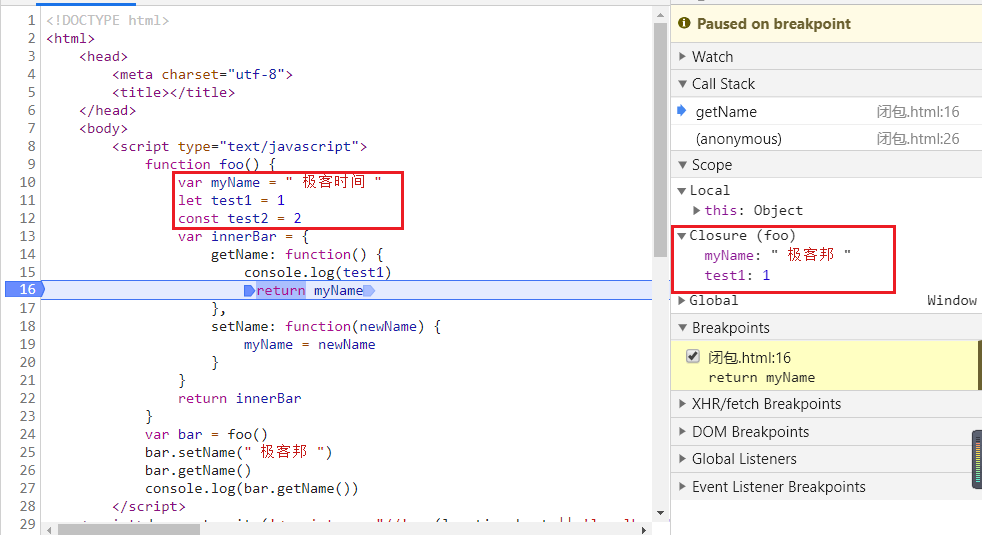 1 <!DOCTYPE html>
2 <html>
3 <head>
4 <meta charset="utf-8">
5 <title></title>
6 </head>
7 <body>
8 <script type="text/javascript">
9 function foo() {
10 var myName = " 极客时间 "
11 let test1 = 1
12 const test2 = 2
13 var innerBar = {
14 getName: function() {
15 console.log(test1)
16 return myName
17 },
18 setName: function(newName) {
19 myName = newName
20 }
21 }
22 return innerBar
23 }
24 var bar = foo()
25 bar.setName(" 极客邦 ")
26 bar.getName()
27 console.log(bar.getName())
28 </script>
29
Paused on breakpoint
Watch
Call Stack
getName 闭包.html:16
(anonymous) 闭包.html:26
Scope
Local
this: Object
Closure (foo)
myName: " 极客邦 "
test1: 1
Global Window
Breakpoints
闭包.html:16
return myName
XHR/fetch Breakpoints
DOM Breakpoints
Global Listeners
Event Listener Breakpoints